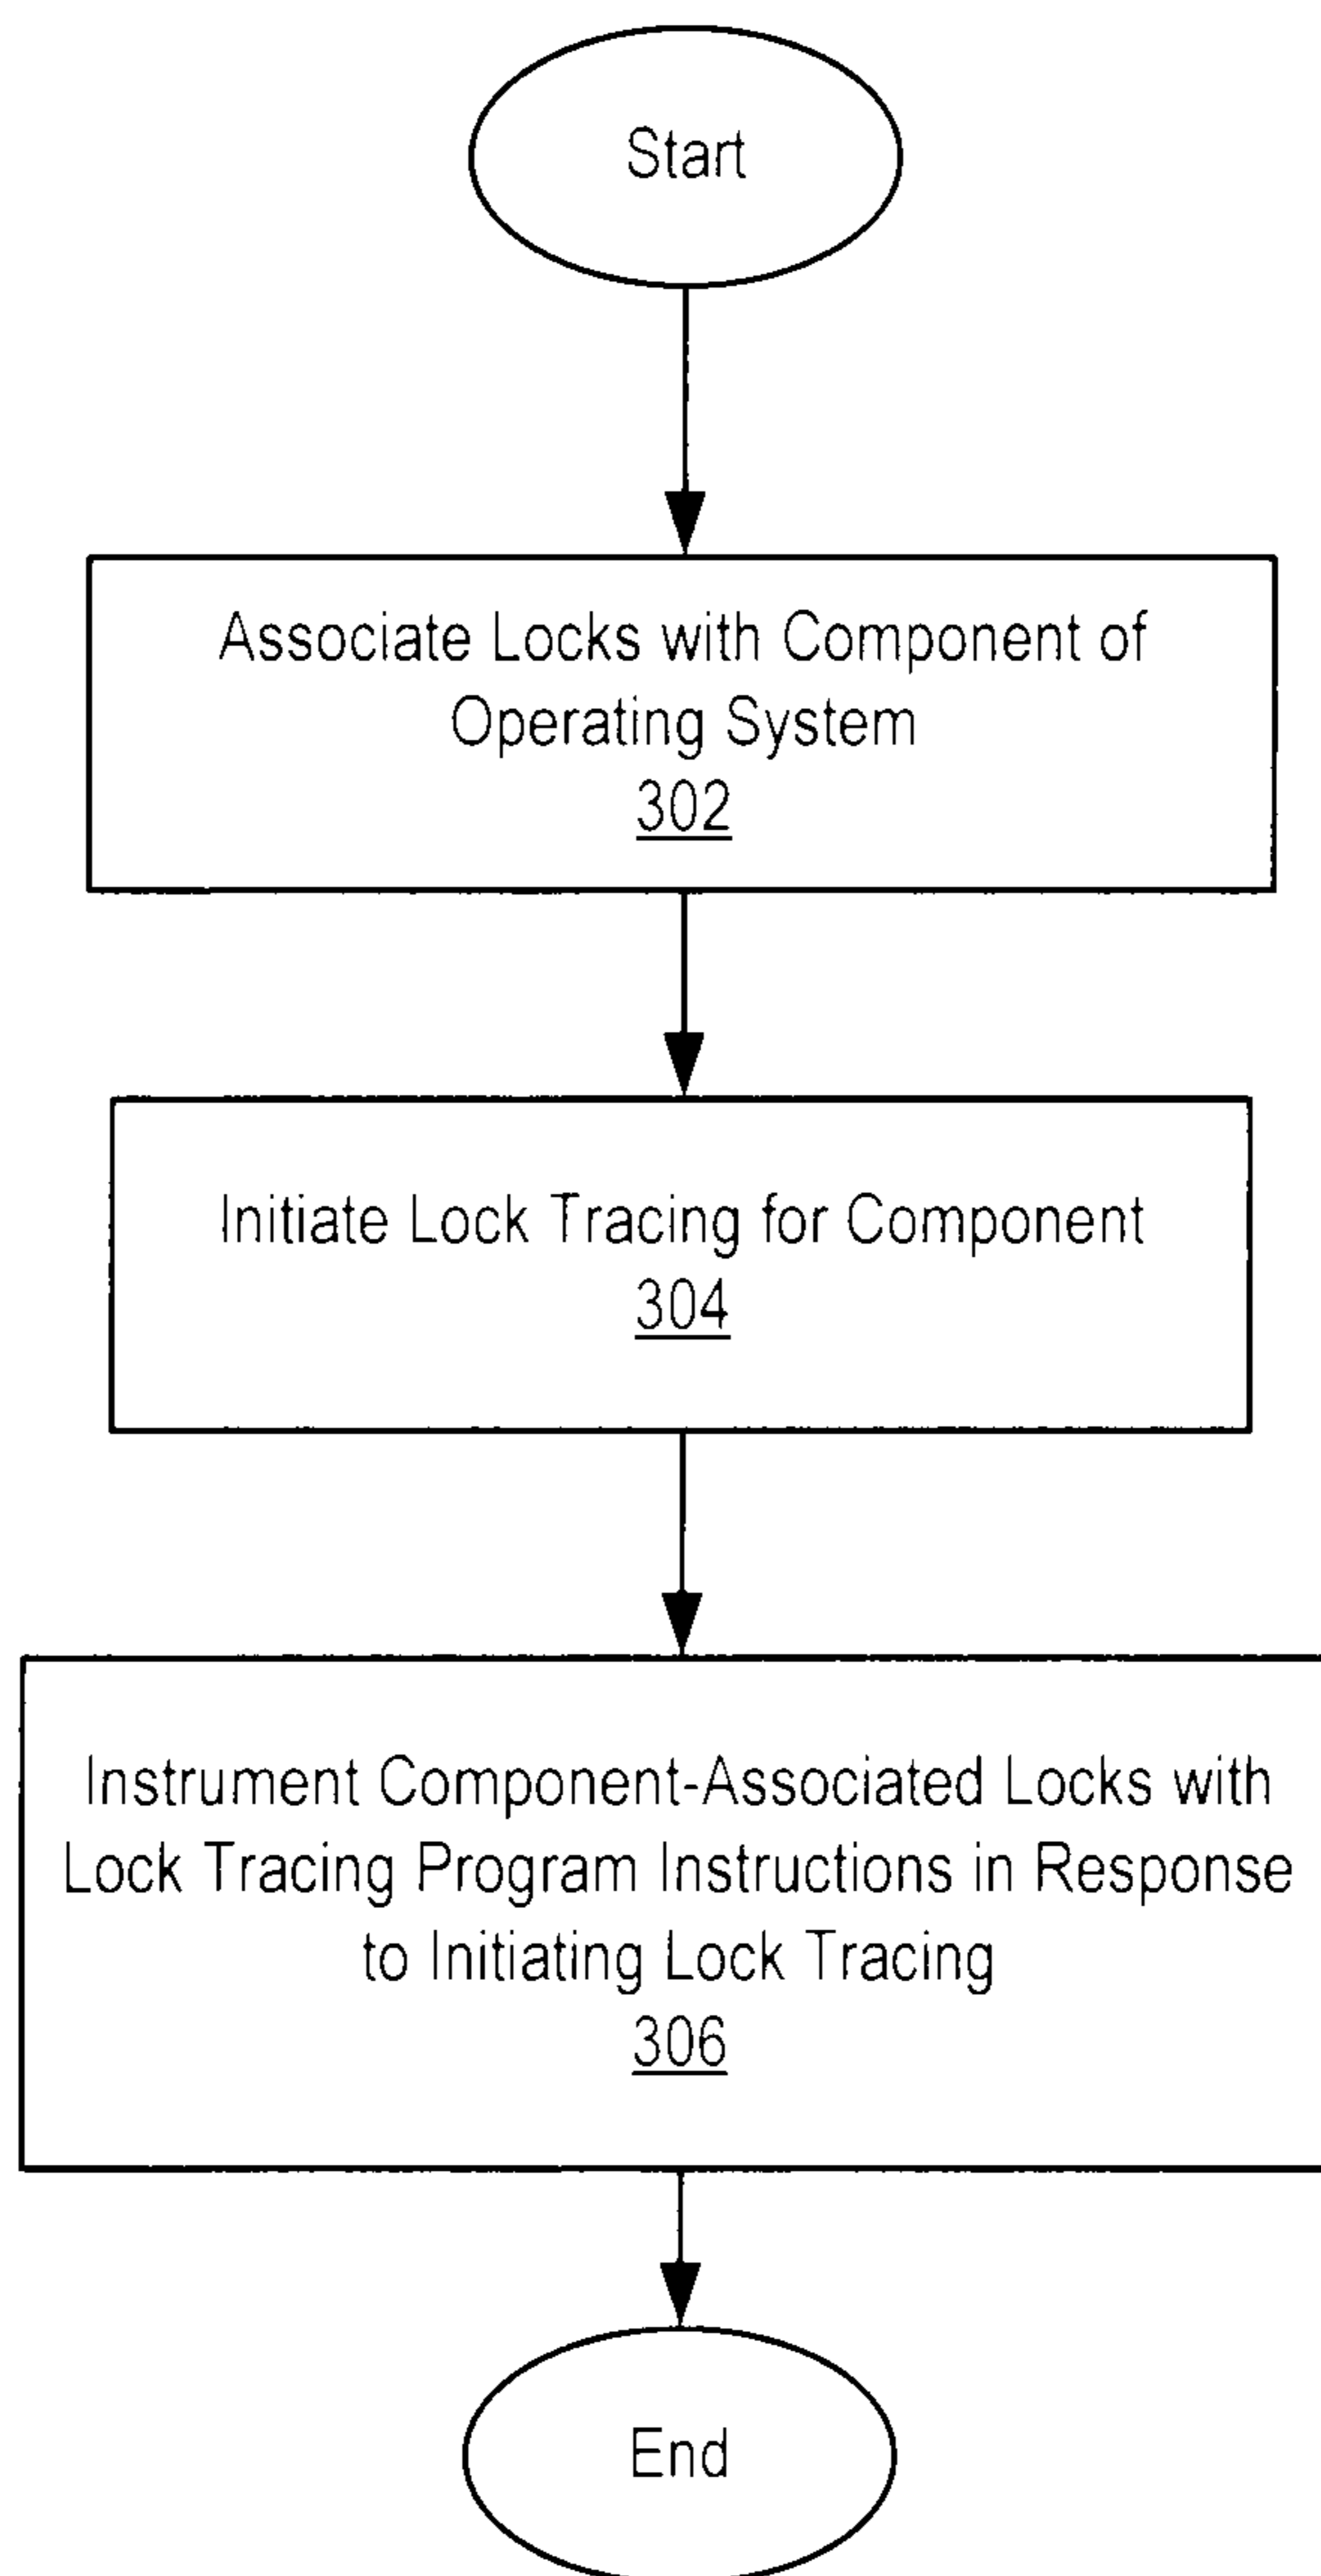 Start
Associate Locks with Component of
Operating System
302
Initiate Lock Tracing for Component
304
Instrument Component-Associated Locks with
Lock Tracing Program Instructions in Response
to Initiating Lock Tracing
306
End